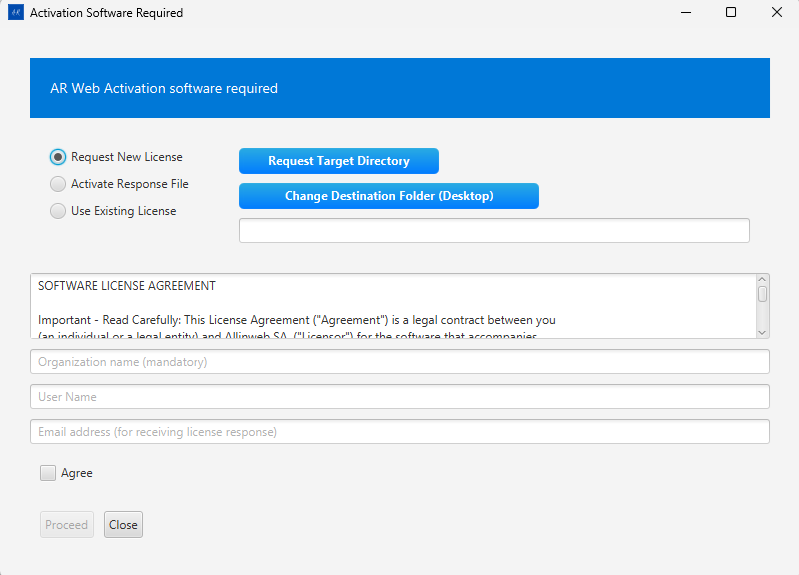 AR Activation Software Required
AR Web Activation software required
Request New License
Activate Response File
Use Existing License
Request Target Directory
Change Destination Folder (Desktop)
SOFTWARE LICENSE AGREEMENT
Important - Read Carefully: This License Agreement ("Agreement") is a legal contract between you
(an individual or a legal entity) and Allinweb SA, ("Licensor") for the software that accompanies
Organization name (mandatory)
User Name
Email address (for receiving license response)
Agree
Proceed
Close